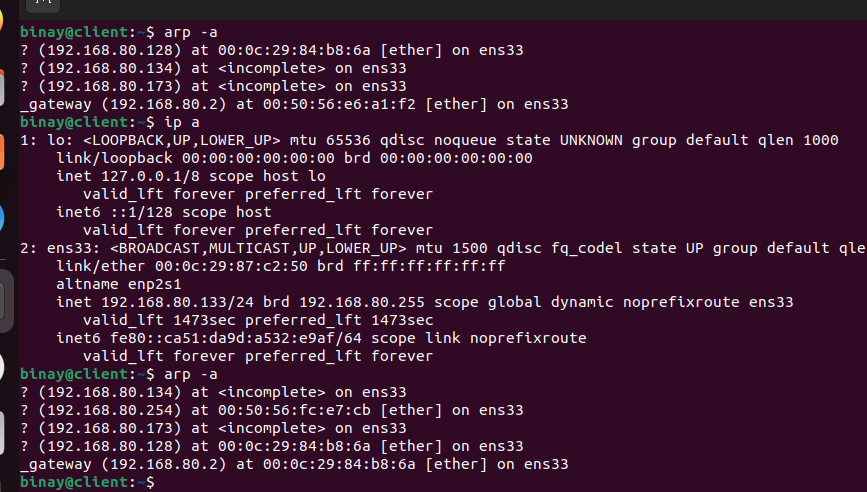 binay@client:~$ arp -a
? (192.168.80.128) at 00:0c:29:84:b8:6a [ether] on ens33
? (192.168.80.134) at <incomplete> on ens33
? (192.168.80.173) at <incomplete> on ens33
_gateway (192.168.80.2) at 00:50:56:e6:a1:f2 [ether] on ens33
binay@client:~$ ip a
1: lo: <LOOPBACK,UP,LOWER_UP> mtu 65536 qdisc noqueue state UNKNOWN group default qlen 1000
    link/loopback 00:00:00:00:00:00 brd 00:00:00:00:00:00
    inet 127.0.0.1/8 scope host lo
       valid_lft forever preferred_lft forever
    inet6 ::1/128 scope host
       valid_lft forever preferred_lft forever
2: ens33: <BROADCAST,MULTICAST,UP,LOWER_UP> mtu 1500 qdisc fq_codel state UP group default qle
    link/ether 00:0c:29:87:c2:50 brd ff:ff:ff:ff:ff:ff
    altname enp2s1
    inet 192.168.80.133/24 brd 192.168.80.255 scope global dynamic noprefixroute ens33
       valid_lft 1473sec preferred_lft 1473sec
    inet6 fe80::ca51:da9d:a532:e9af/64 scope link noprefixroute
       valid_lft forever preferred_lft forever
binay@client:~$ arp -a
? (192.168.80.134) at <incomplete> on ens33
? (192.168.80.254) at 00:50:56:fc:e7:cb [ether] on ens33
? (192.168.80.173) at <incomplete> on ens33
? (192.168.80.128) at 00:0c:29:84:b8:6a [ether] on ens33
_gateway (192.168.80.2) at 00:0c:29:84:b8:6a [ether] on ens33
binay@client:~$